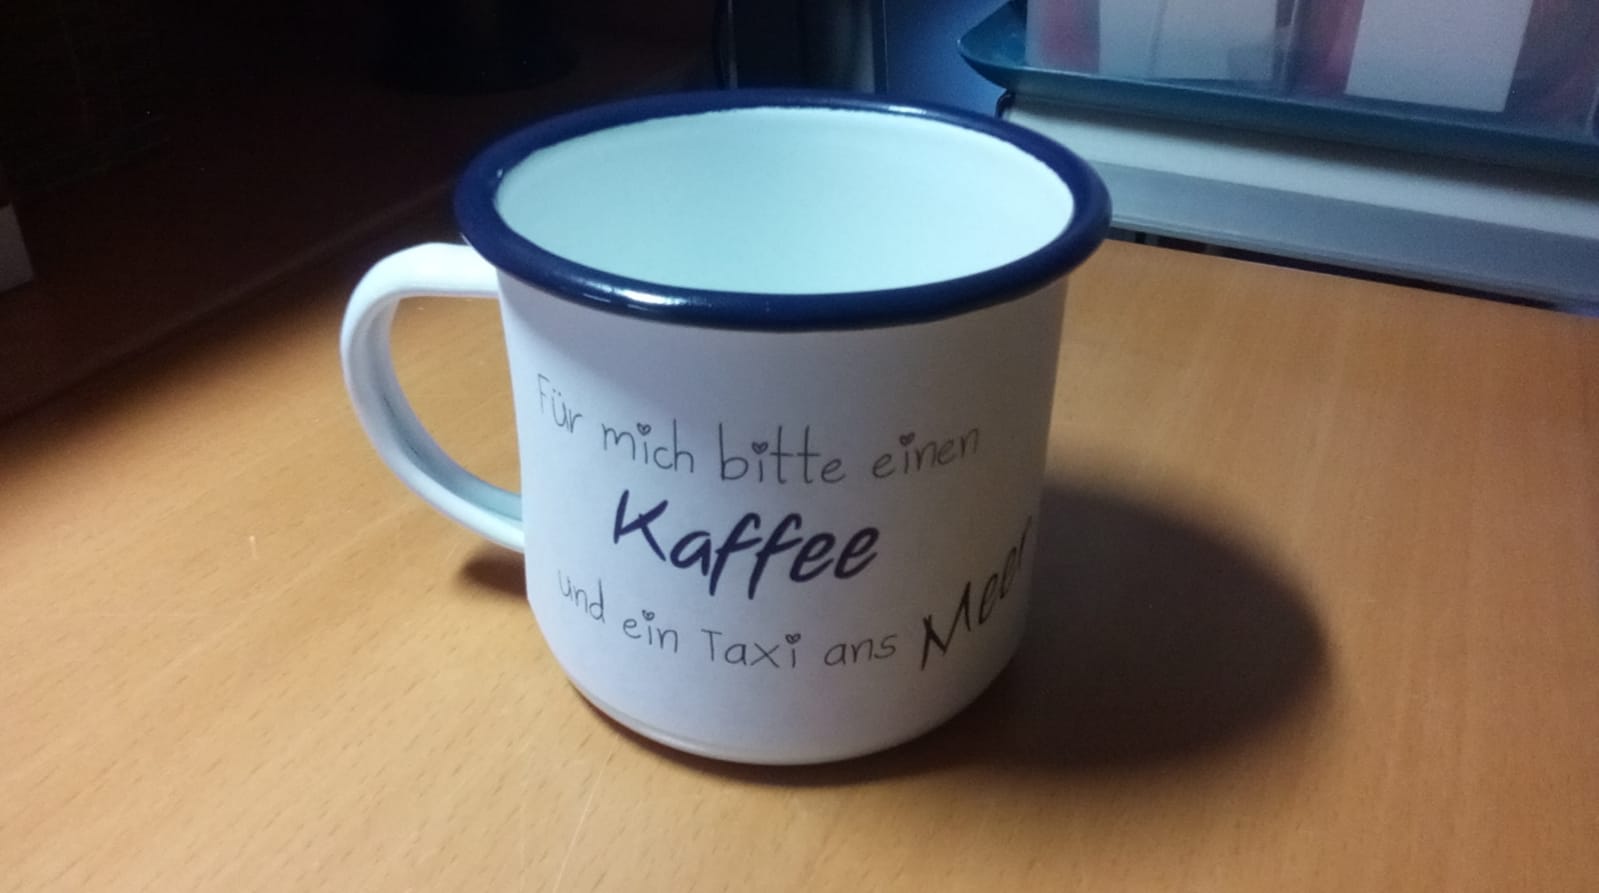 Für mich bitte einen
Kaffee
und ein Taxi ans Meer